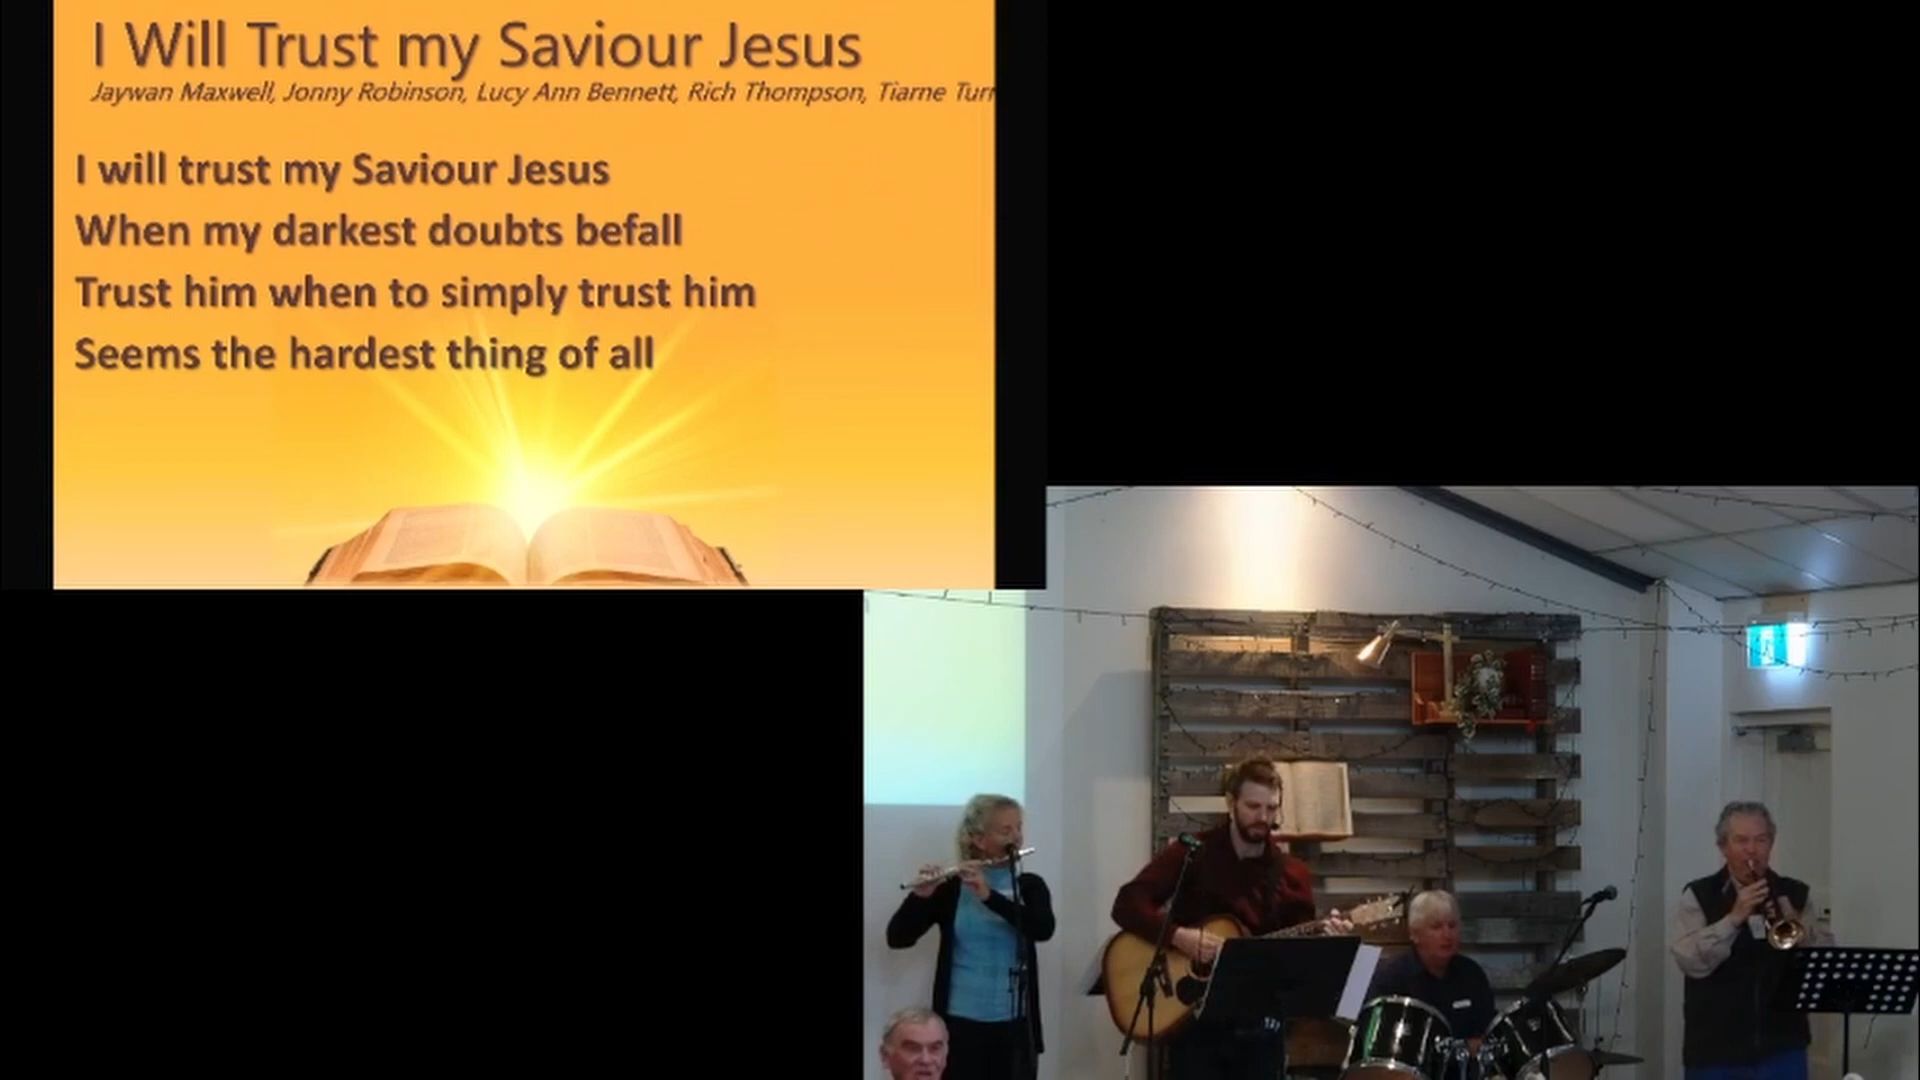 I Will Trust my Saviour Jesus
Jaywan Maxwell, Jonny Robinson, Lucy Ann Bennett, Rich Thompson, Tiarne
I will trust my Saviour Jesus
When my darkest doubts befall
Trust him when to simply trust him
Seems the hardest thing of all